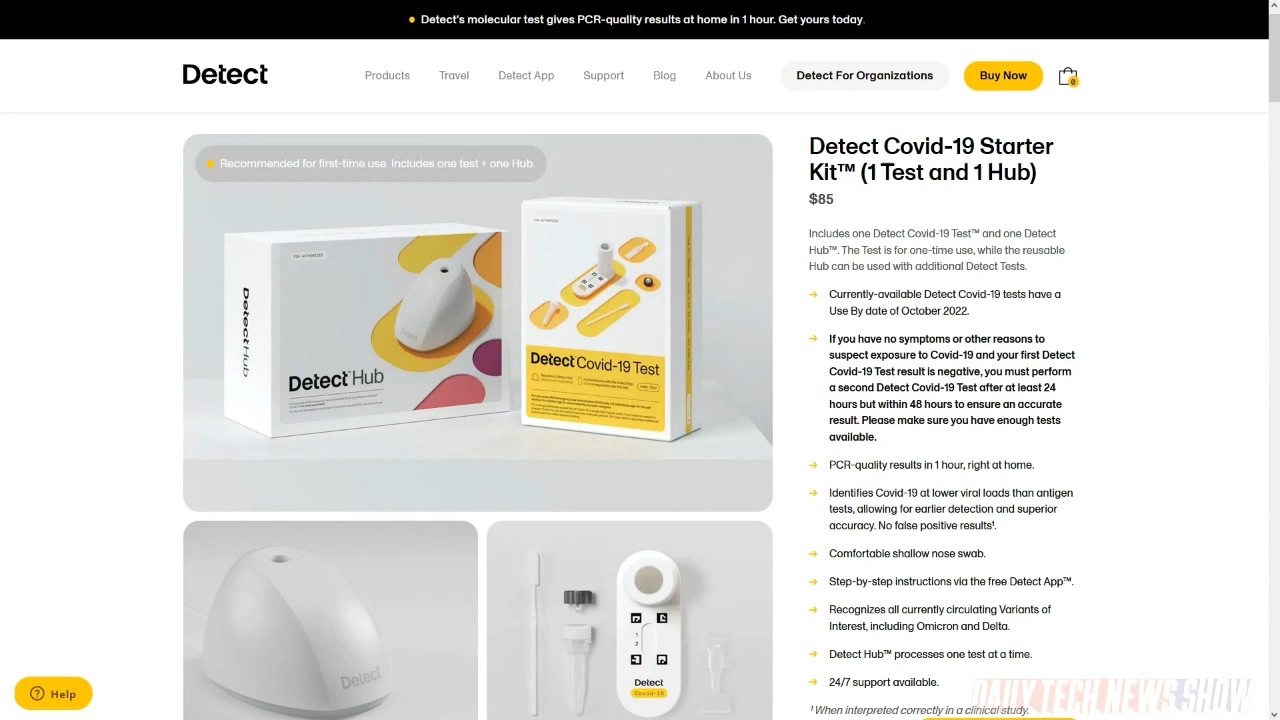 Detect's molecular test gives PCR-quality results at home in 1 hour. Get yours today.
Detect
Products
Travel
Detect App
Support
Blog
About Us
Detect For Organizations
Buy Now
0
Recommended for first-time use. Includes one test + one Hub.
FDA AUTHORIZED
Detect Hub
Detect™ Hub
FDA AUTHORIZED
Detect™ Covid-19 Test
Detect Covid-19 Starter
Kit™ (1 Test and 1 Hub)
$85
Includes one Detect Covid-19 Test™ and one Detect
Hub™. The Test is for one-time use, while the reusable
Hub can be used with additional Detect Tests.
→ Currently-available Detect Covid-19 tests have a
Use By date of October 2022.
→ If you have no symptoms or other reasons to
suspect exposure to Covid-19 and your first Detect
Covid-19 Test result is negative, you must perform
a second Detect Covid-19 Test after at least 24
hours but within 48 hours to ensure an accurate
result. Please make sure you have enough tests
available.
→ PCR-quality results in 1 hour, right at home.
→ Identifies Covid-19 at lower viral loads than antigen
tests, allowing for earlier detection and superior
accuracy. No false positive results¹.
→ Comfortable shallow nose swab.
→ Step-by-step instructions via the free Detect App™.
→ Recognizes all currently circulating Variants of
Interest, including Omicron and Delta.
→ Detect Hub™ processes one test at a time.
→ 24/7 support available.
¹ When interpreted correctly in a clinical study.
Detect
1
2
Detect
Covid-19
Help
DAILY TECH NEWS SHOW